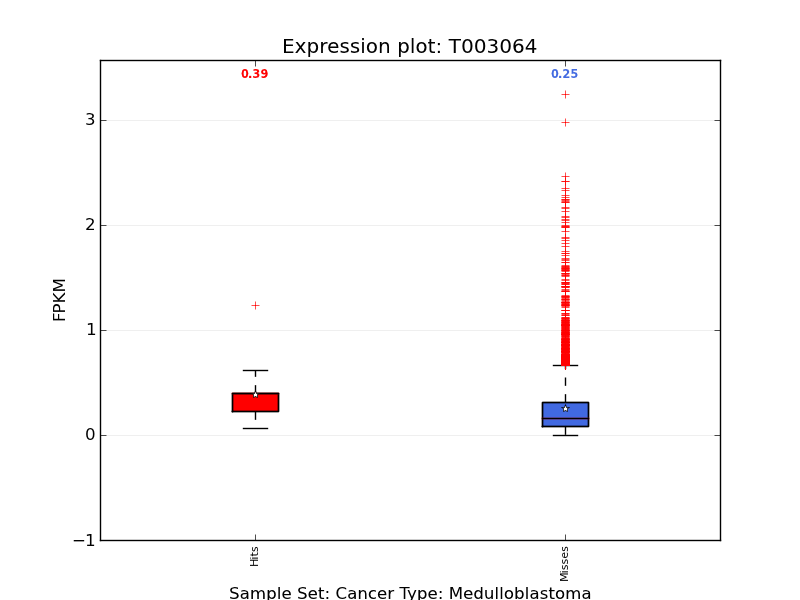 Expression plot: T003064
0.39
0.25
3
2
1
0
−1
FPKM
Hits
Misses
Sample Set: Cancer Type: Medulloblastoma